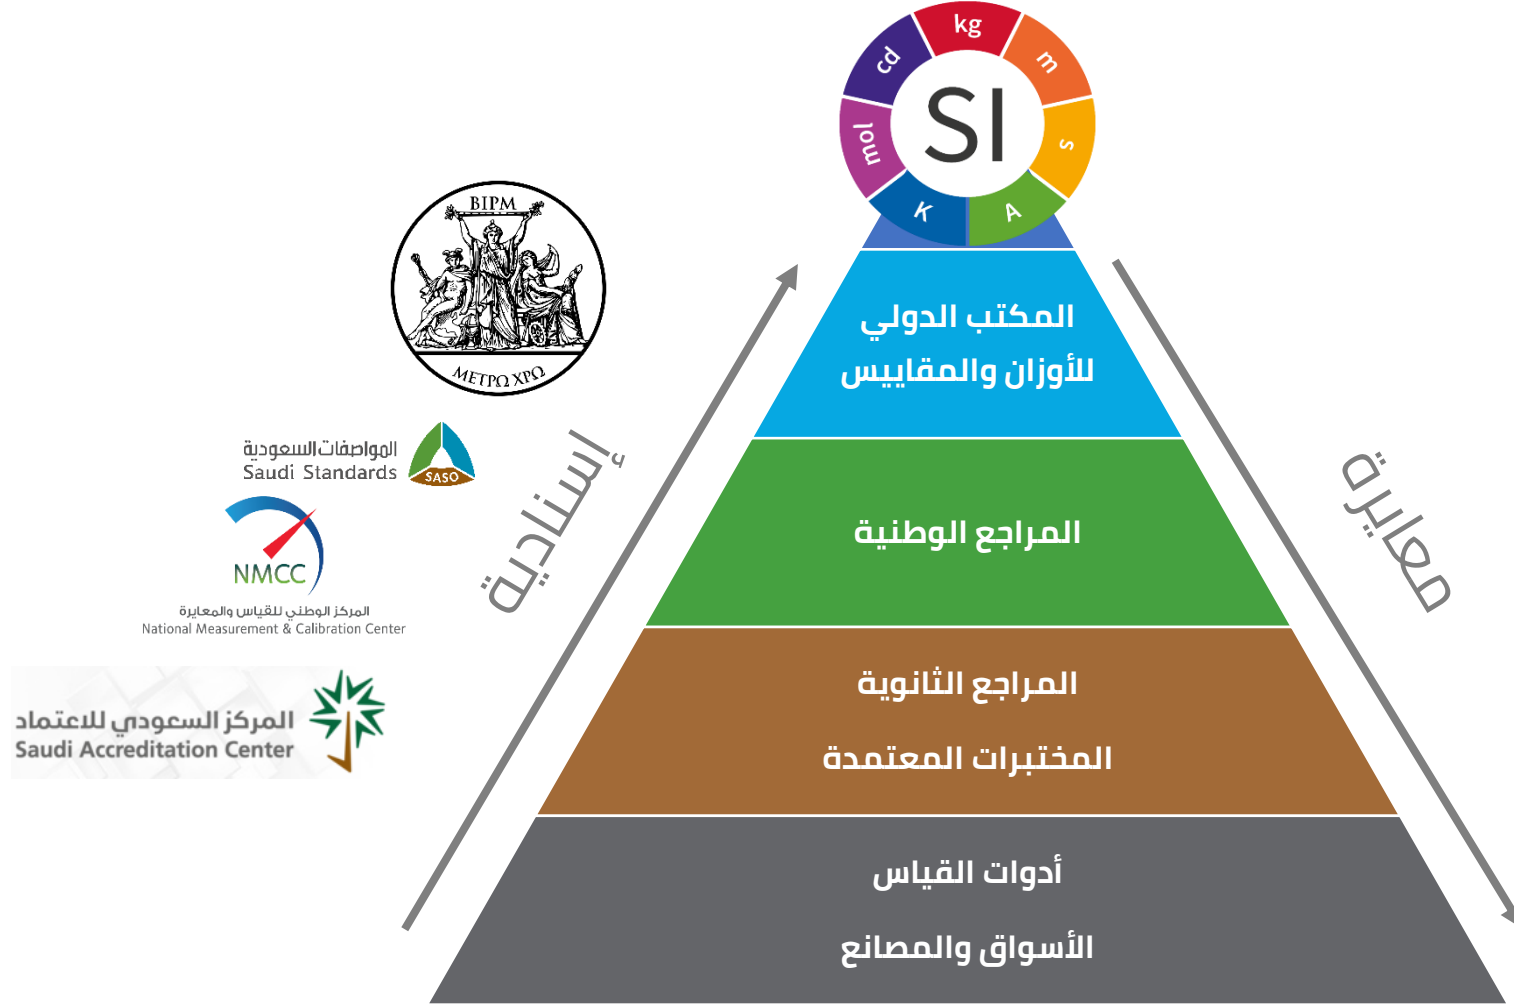 kg
m
s
A
K
mol
cd
SI
BIPM
ΜΕΤΡΩ ΧΡΩ
المكتب الدولي
للأوزان والمقاييس
المواصفات السعودية
Saudi Standards
SASO
NMCC
المركز الوطني للقياس والمعايرة
National Measurement & Calibration Center
المراجع الوطنية
إسنادية
معايرة
المركز السعودي للاعتماد
Saudi Accreditation Center
المراجع الثانوية
المختبرات المعتمدة
أدوات القياس
الأسواق والمصانع